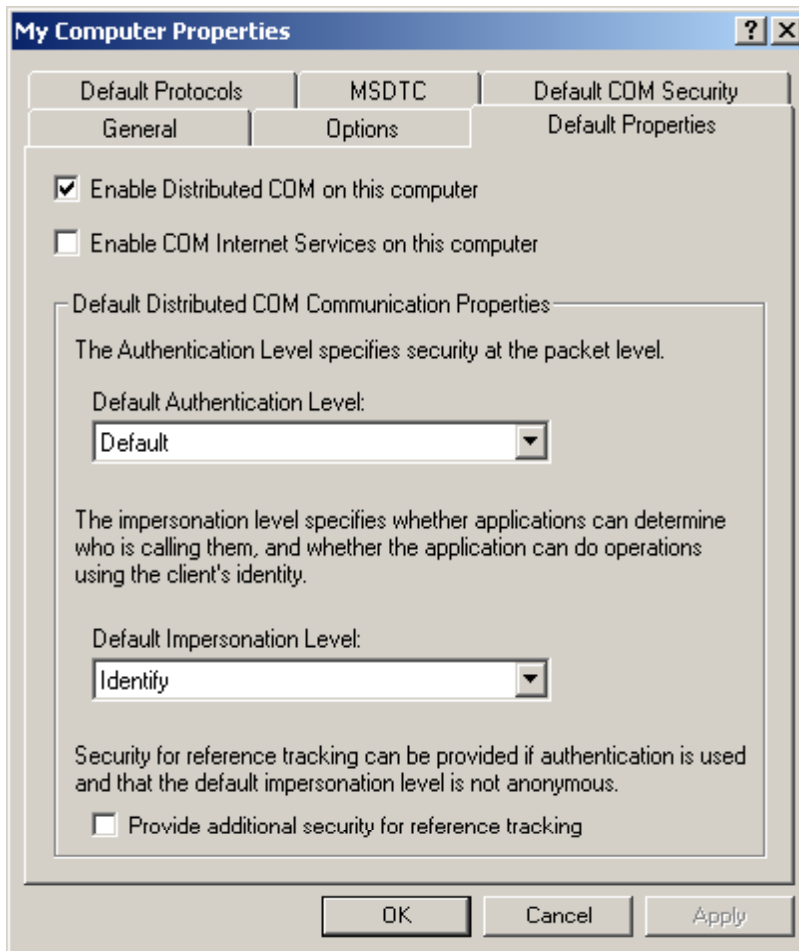 My Computer Properties
Default Protocols MSDTC Default COM Security
General Options Default Properties
Enable Distributed COM on this computer
Enable COM Internet Services on this computer
Default Distributed COM Communication Properties
The Authentication Level specifies security at the packet level.
Default Authentication Level:
Default
The impersonation level specifies whether applications can determine
who is calling them, and whether the application can do operations
using the client's identity.
Default Impersonation Level:
Identify
Security for reference tracking can be provided if authentication is used
and that the default impersonation level is not anonymous.
Provide additional security for reference tracking
OK Cancel Apply